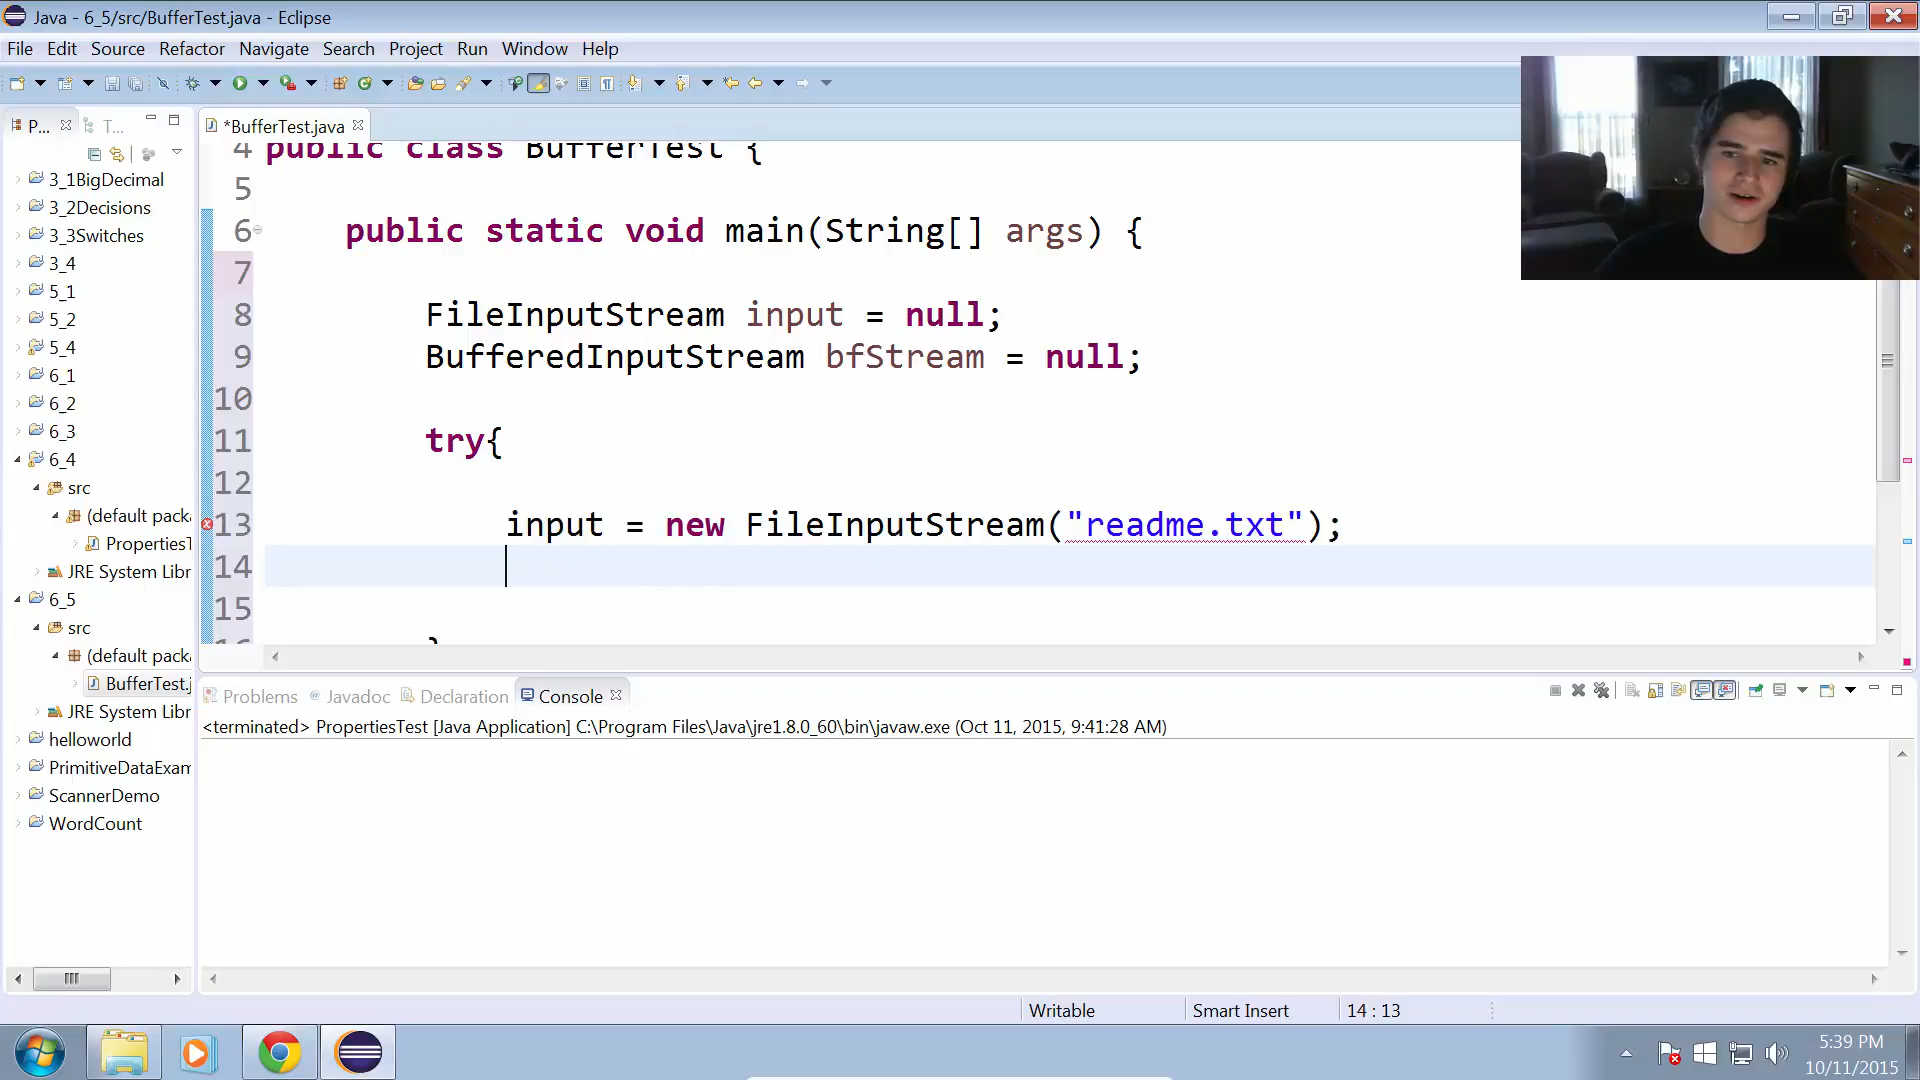 Java - 6_5/src/BufferTest.java - Eclipse
File Edit Source Refactor Navigate Search Project Run Window Help
P... T...
*BufferTest.java
3_1BigDecimal
3_2Decisions
3_3Switches
3_4
5_1
5_2
5_4
6_1
6_2
6_3
6_4
src
(default pack
PropertiesT
JRE System Libr
6_5
src
(default pack
BufferTest.j
JRE System Libr
helloworld
PrimitiveDataExam
ScannerDemo
WordCount
4 public class BufferTest {
5
6 public static void main(String[] args) {
7
8 FileInputStream input = null;
9 BufferedInputStream bfStream = null;
10
11 try{
12
13 input = new FileInputStream("readme.txt");
14
15
16 }
Problems @ Javadoc Declaration Console
<terminated> PropertiesTest [Java Application] C:\Program Files\Java\jre1.8.0_60\bin\javaw.exe (Oct 11, 2015, 9:41:28 AM)
Writable Smart Insert 14 : 13
5:39 PM
10/11/2015